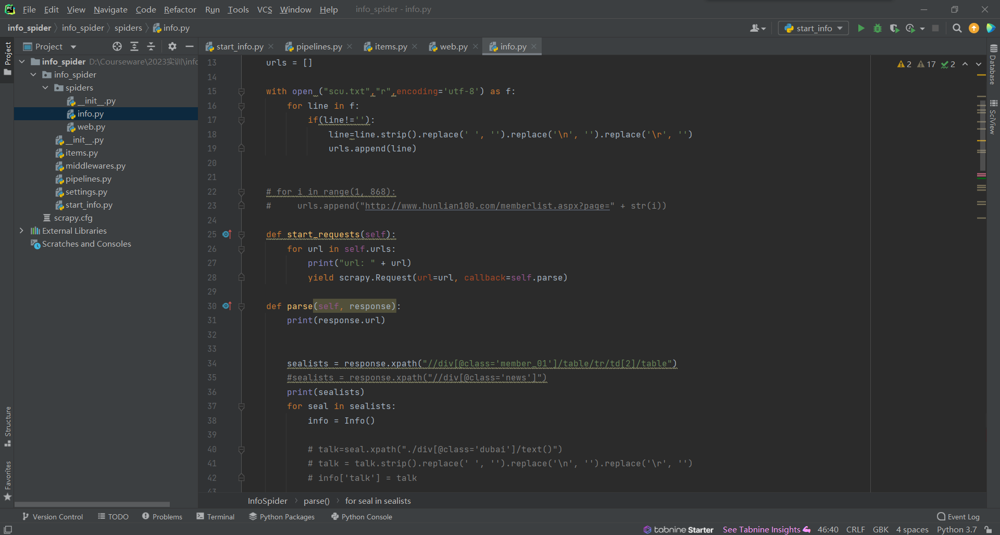 File Edit View Navigate Code Refactor Run Tools VCS Window Help info_spider - info.py
info_spider info_spider spiders info.py
start_info
Project
start_info.py pipelines.py items.py web.py info.py
Project
info_spider D:\Courseware\2023实训\info
info_spider
spiders
__init__.py
info.py
web.py
__init__.py
items.py
middlewares.py
pipelines.py
settings.py
start_info.py
scrapy.cfg
External Libraries
Scratches and Consoles
Structure
Favorites
2 17 2
Database
SciView
13 urls = []
14
15 with open ("scu.txt","r",encoding='utf-8') as f:
16 for line in f:
17 if(line!=''):
18 line=line.strip().replace(' ', '').replace('\n', '').replace('\r', '')
19 urls.append(line)
20
21
22 # for i in range(1, 868):
23 # urls.append("http://www.hunlian100.com/memberlist.aspx?page=" + str(i))
24
25 def start_requests(self):
26 for url in self.urls:
27 print("url: " + url)
28 yield scrapy.Request(url=url, callback=self.parse)
29
30 def parse(self, response):
31 print(response.url)
32
33
34 sealists = response.xpath("//div[@class='member_01']/table/tr/td[2]/table")
35 #sealists = response.xpath("//div[@class='news']")
36 print(sealists)
37 for seal in sealists:
38 info = Info()
39
40 # talk=seal.xpath("./div[@class='dubai']/text()")
41 # talk = talk.strip().replace(' ', '').replace('\n', '').replace('\r', '')
42 # info['talk'] = talk
43
InfoSpider parse() for seal in sealists
Version Control TODO Problems Terminal Python Packages Python Console Event Log
tabnine Starter See Tabnine Insights 46:40 CRLF GBK 4 spaces Python 3.7